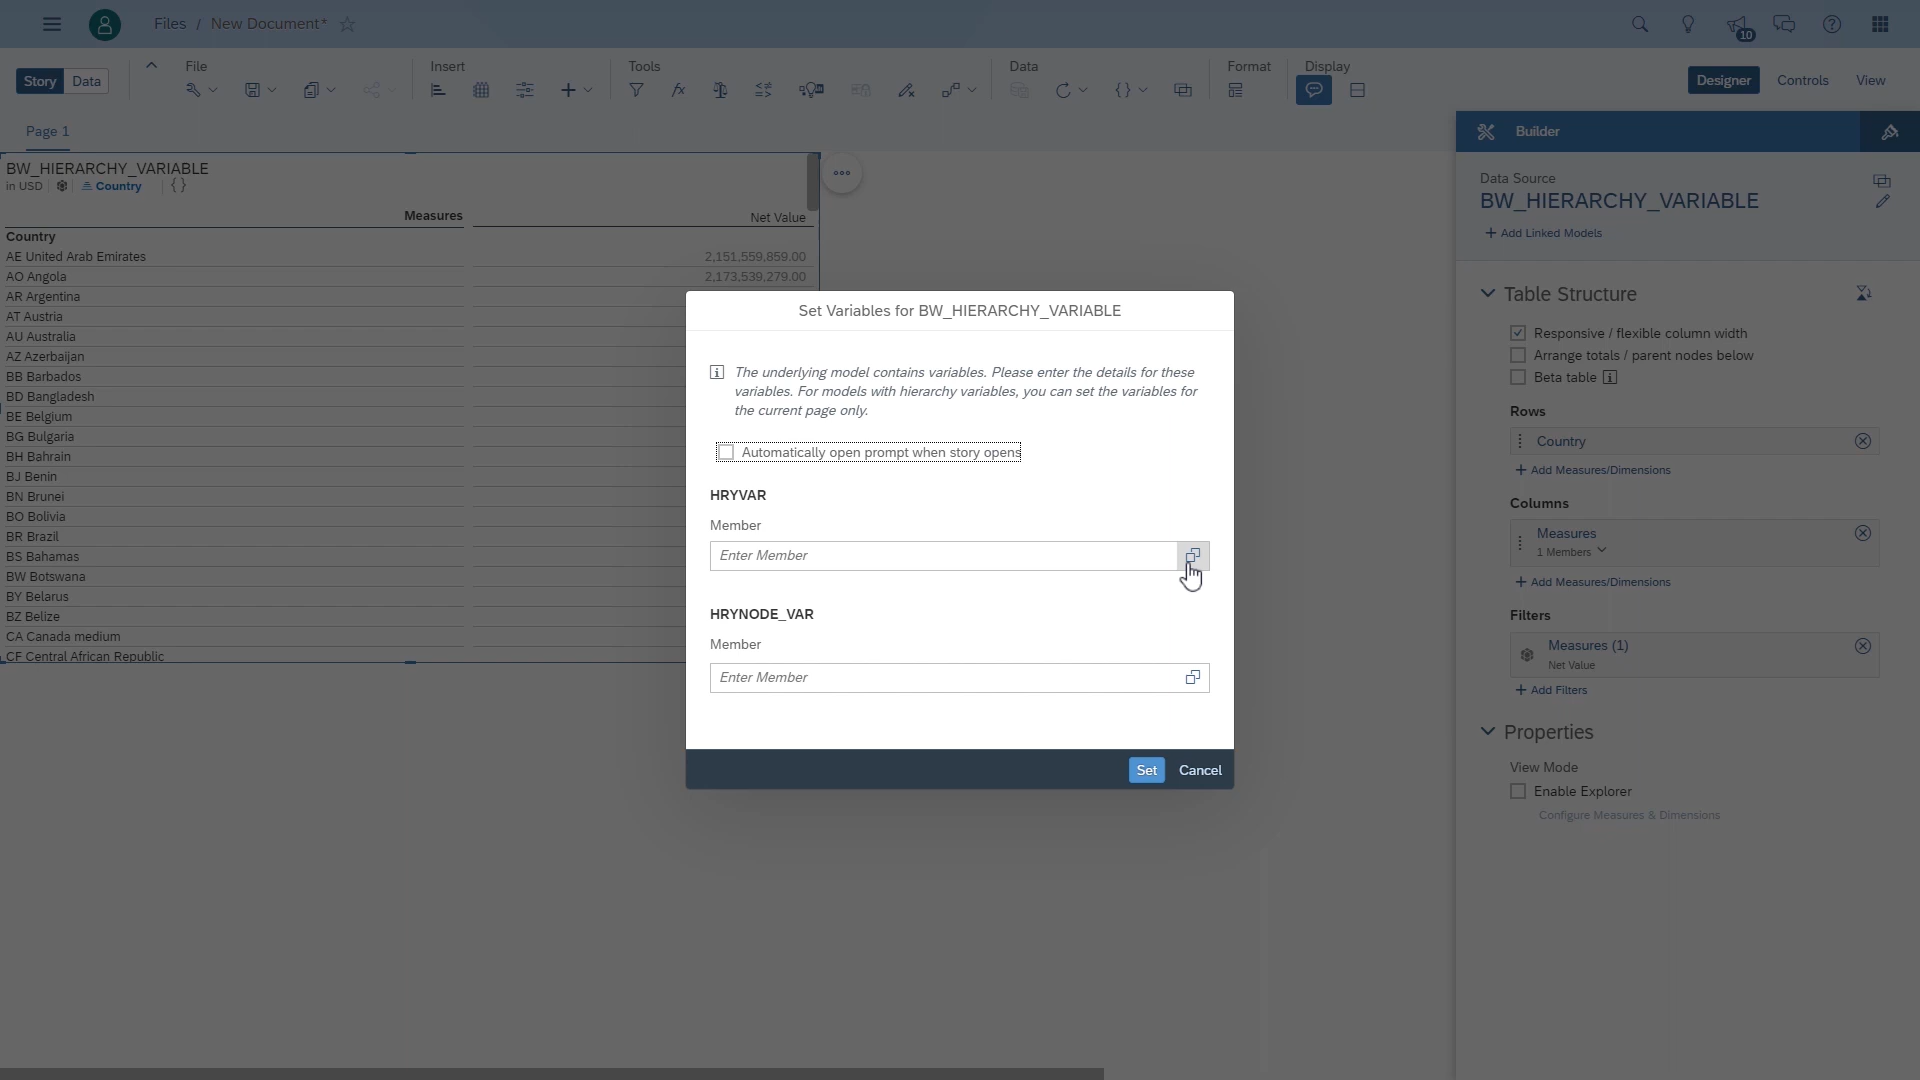 Files / New Document*
10
Story Data
File
Insert
Tools
Data
Format
Display
Designer Controls View
Page 1
BW_HIERARCHY_VARIABLE
in USD Country
Measures Net Value
Country
AE United Arab Emirates 2,151,559,859.00
AO Angola 2,173,539,279.00
AR Argentina
AT Austria
AU Australia
AZ Azerbaijan
BB Barbados
BD Bangladesh
BE Belgium
BG Bulgaria
BH Bahrain
BJ Benin
BN Brunei
BO Bolivia
BR Brazil
BS Bahamas
BW Botswana
BY Belarus
BZ Belize
CA Canada medium
CF Central African Republic
Set Variables for BW_HIERARCHY_VARIABLE
The underlying model contains variables. Please enter the details for these
variables. For models with hierarchy variables, you can set the variables for
the current page only.
Automatically open prompt when story opens
HRYVAR
Member
Enter Member
HRYNODE_VAR
Member
Enter Member
Set Cancel
Builder
Data Source
BW_HIERARCHY_VARIABLE
+ Add Linked Models
Table Structure
Responsive / flexible column width
Arrange totals / parent nodes below
Beta table
Rows
Country
+ Add Measures/Dimensions
Columns
Measures
1 Members
+ Add Measures/Dimensions
Filters
Measures (1)
Net Value
+ Add Filters
Properties
View Mode
Enable Explorer
Configure Measures & Dimensions